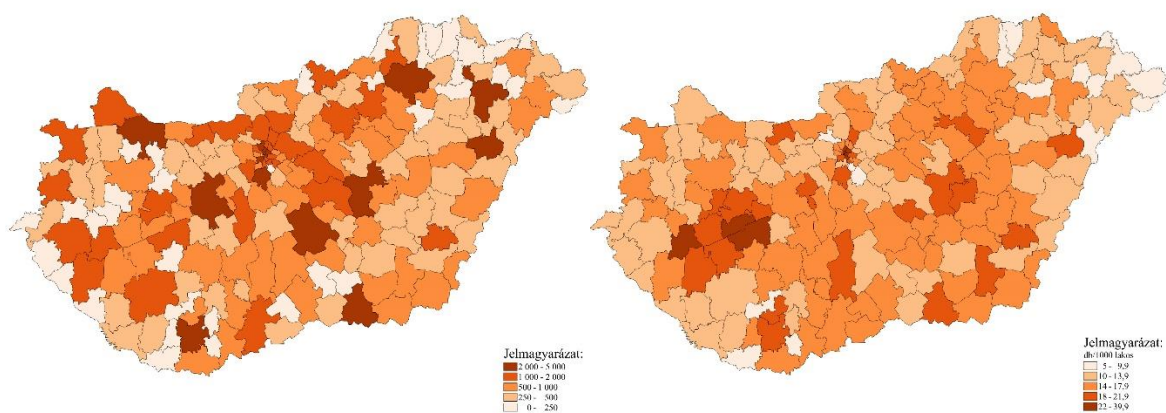 Jelmagyarázat:
2 000 - 5 000
1 000 - 2 000
500 - 1 000
250 - 500
0 - 250
Jelmagyarázat:
db/1000 lakos
5 - 9,9
10 - 13,9
14 - 17,9
18 - 21,9
22 - 39,9